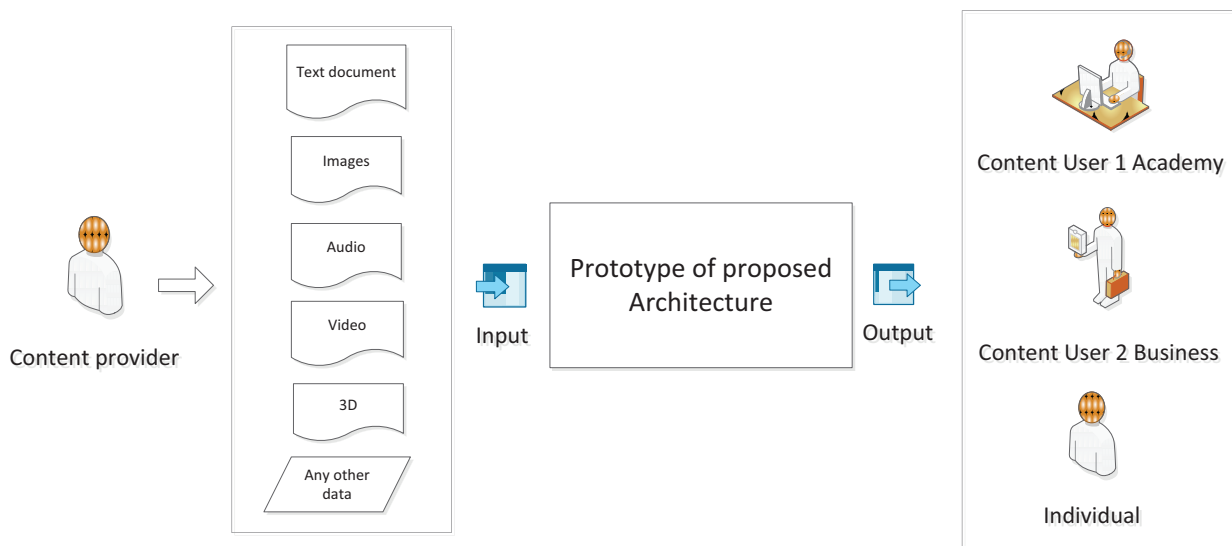 Content provider
Text document
Images
Audio
Video
3D
Any other
data
Input
Prototype of proposed
Architecture
Output
Content User 1 Academy
Content User 2 Business
Individual